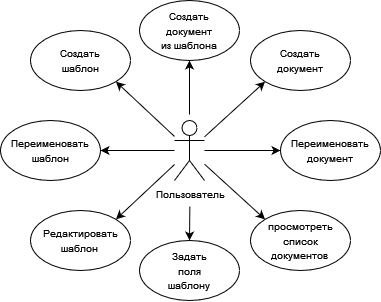 Создать
документ
из шаблона
Создать
шаблон
Создать
документ
Переименовать
шаблон
Переименовать
документ
Пользователь
Редактировать
шаблон
просмотреть
список
документов
Задать
поля
шаблону